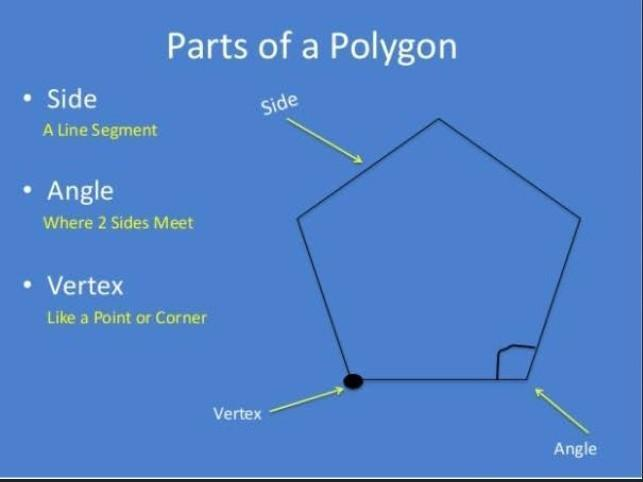 Parts of a Polygon
• Side
A Line Segment
• Angle
Where 2 Sides Meet
• Vertex
Like a Point or Corner
Side
Vertex
Angle